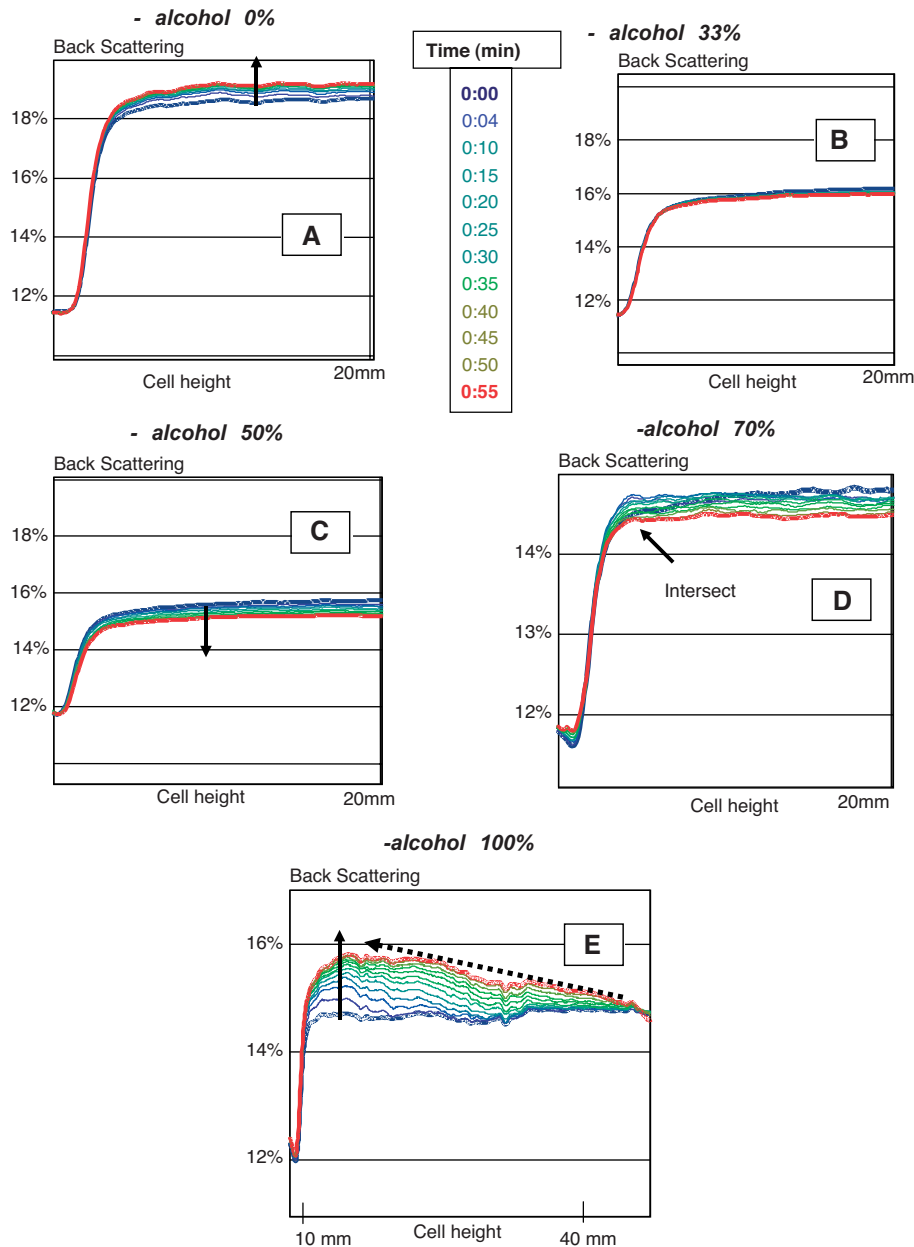 - alcohol 0%
Back Scattering
18%
16%
14%
12%
A
Cell height
20mm
Time (min)
0:00
0:04
0:10
0:15
0:20
0:25
0:30
0:35
0:40
0:45
0:50
0:55
- alcohol 33%
Back Scattering
18%
16%
14%
12%
B
Cell height
20mm
- alcohol 50%
Back Scattering
18%
16%
14%
12%
C
Cell height
20mm
-alcohol 70%
Back Scattering
14%
13%
12%
Intersect
D
Cell height
20mm
-alcohol 100%
Back Scattering
16%
14%
12%
E
10 mm
Cell height
40 mm